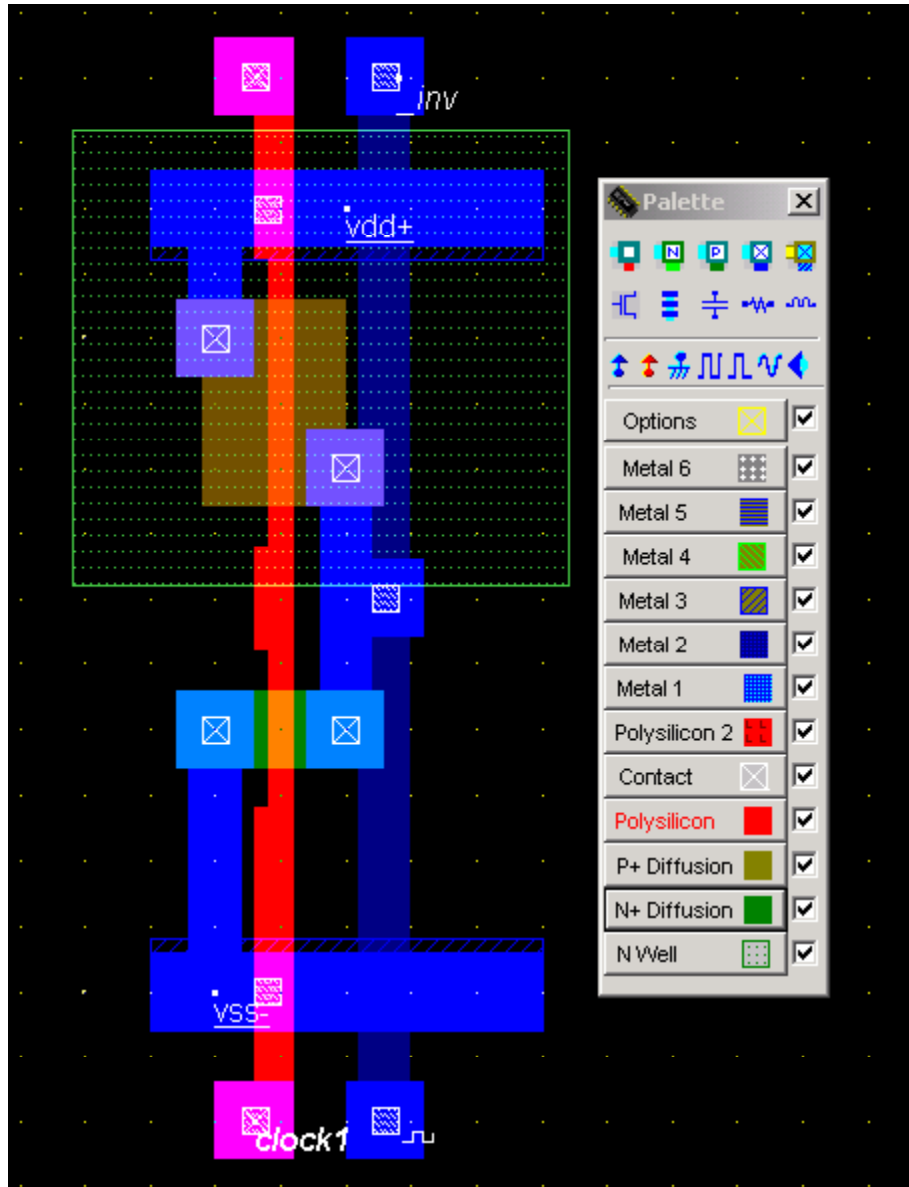 _inv
vdd+
vss-
clock1
Palette
N
P
Options
Metal 6
Metal 5
Metal 4
Metal 3
Metal 2
Metal 1
Polysilicon 2
Contact
Polysilicon
P+ Diffusion
N+ Diffusion
N Well